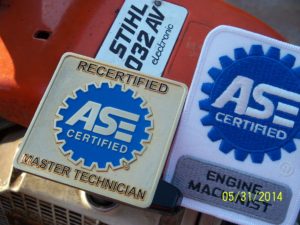 STIHL
032 AV
electronic
RECERTIFIED
ASE
CERTIFIED
MASTER TECHNICIAN
ASE
CERTIFIED
ENGINE
MACHINIST
05/31/2014